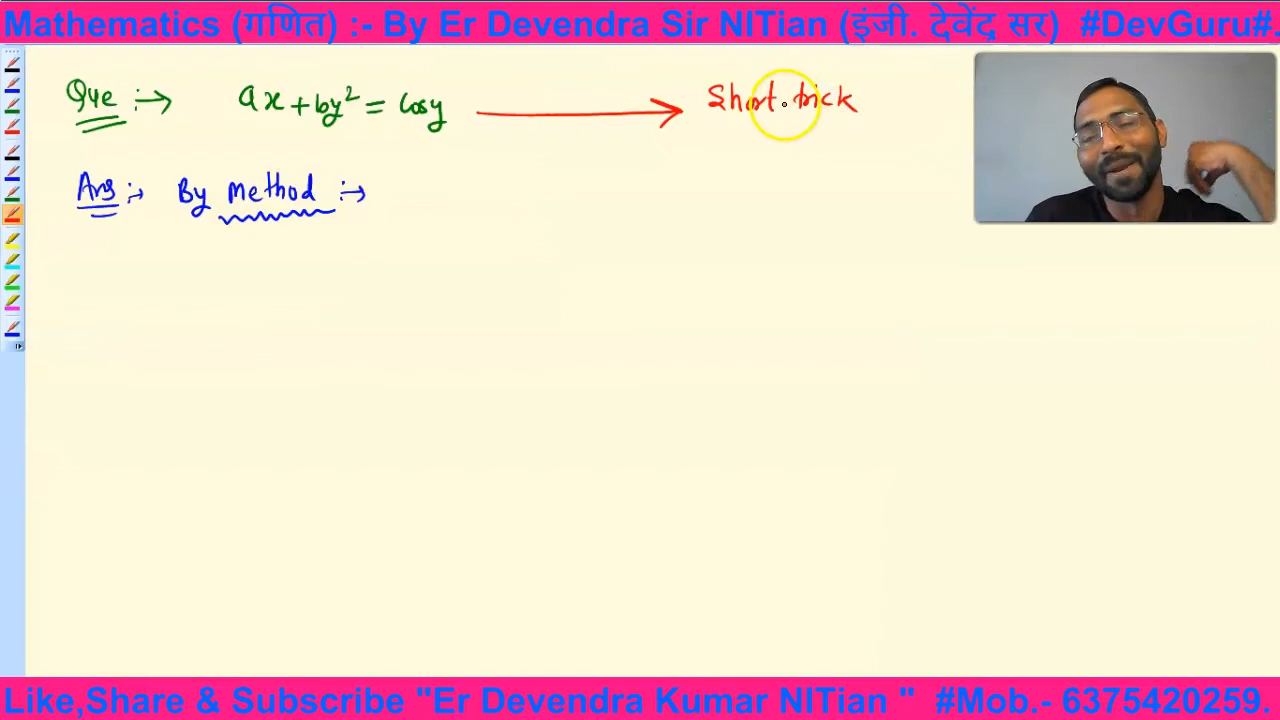 Mathematics (गणित) :- By Er Devendra Sir NITian (इंजी. देवेंद्र सर) #DevGuru#.
Que :→ ax + by² = cosy → Short trick
Ans :→ By Method :→
Like,Share & Subscribe "Er Devendra Kumar NITian " #Mob.- 6375420259.